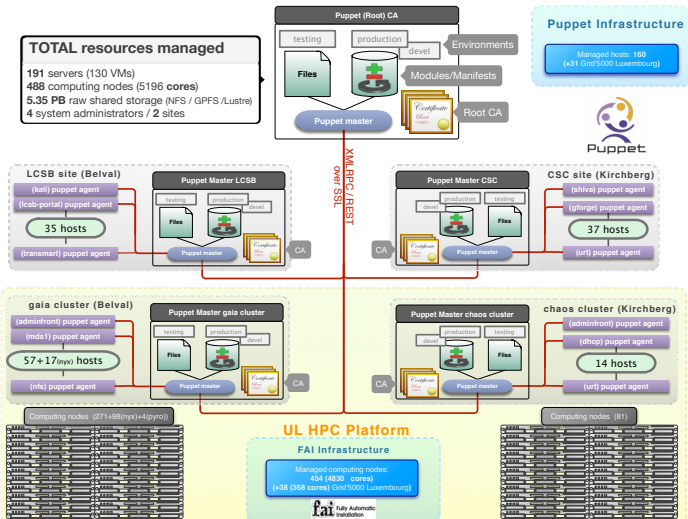 Puppet (Root) CA
testing
production
devel
Environments
Files
Modules/Manifests
Certificate
Root CA
Puppet master
TOTAL resources managed
191 servers (130 VMs)
488 computing nodes (5196 cores)
5.35 PB raw shared storage (NFS / GPFS /Lustre)
4 system administrators / 2 sites
Puppet Infrastructure
Managed hosts: 160
(+31 Grid'5000 Luxembourg)
Puppet
XMLRPC / REST
over SSL
LCSB site (Belval)
(kali) puppet agent
(lcsb-portal) puppet agent
35 hosts
(transmart) puppet agent
Puppet Master LCSB
testing
production
devel
Files
Certificate
Puppet master
CA
Puppet Master CSC
production
testing
devel
Files
Certificate
Puppet master
CA
CSC site (Kirchberg)
(shiva) puppet agent
(gforge) puppet agent
37 hosts
(urt) puppet agent
gaia cluster (Belval)
(adminfront) puppet agent
(mds1) puppet agent
57+17(nyx) hosts
(nfs) puppet agent
Puppet Master gaia cluster
testing
production
devel
Files
Certificate
Puppet master
CA
Puppet Master chaos cluster
production
testing
devel
Files
Certificate
Puppet master
CA
chaos cluster (Kirchberg)
(adminfront) puppet agent
(dhcp) puppet agent
14 hosts
(urt) puppet agent
Computing nodes (271+98(nyx)+4(pyro))
Computing nodes (81)
UL HPC Platform
FAI Infrastructure
Managed computing nodes:
454 (4830 cores)
(+38 (368 cores) Grid'5000 Luxembourg)
fai Fully Automatic
Installation